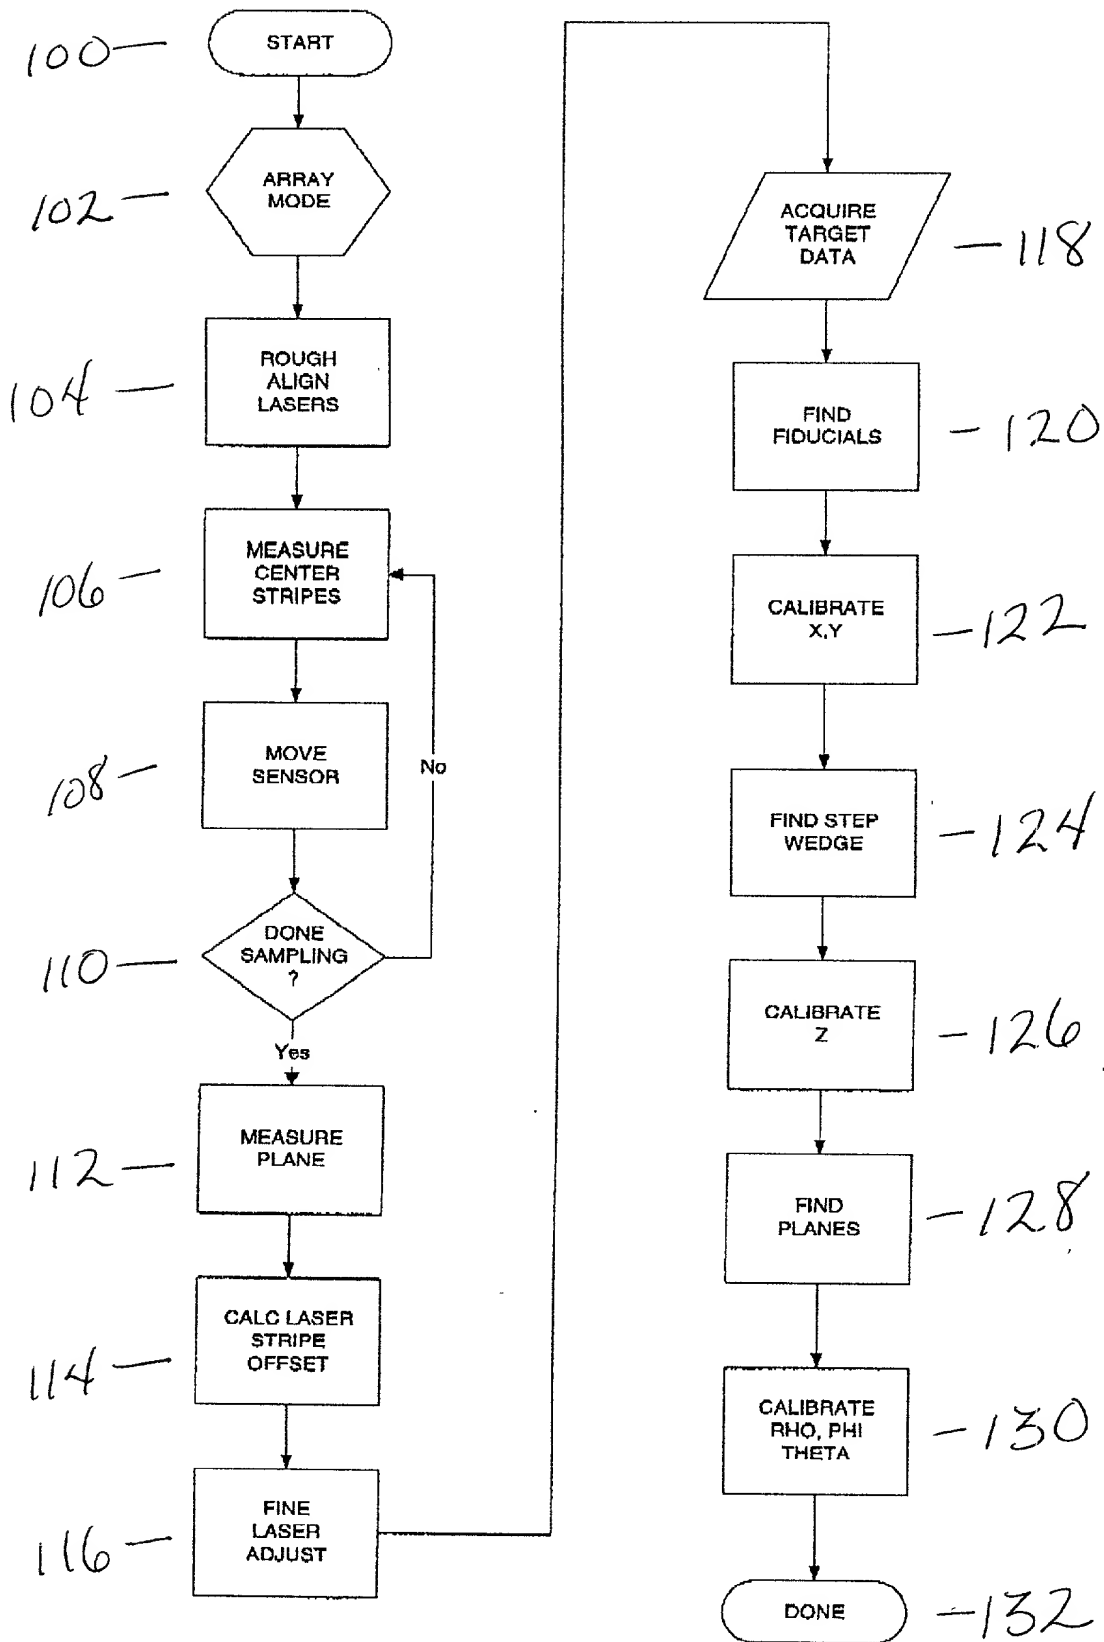 100
START
102
ARRAY
MODE
104
ROUGH
ALIGN
LASERS
106
MEASURE
CENTER
STRIPES
108
MOVE
SENSOR
No
110
DONE
SAMPLING
?
Yes
112
MEASURE
PLANE
114
CALC LASER
STRIPE
OFFSET
116
FINE
LASER
ADJUST
ACQUIRE
TARGET
DATA
118
FIND
FIDUCIALS
120
CALIBRATE
X,Y
122
FIND STEP
WEDGE
124
CALIBRATE
Z
126
FIND
PLANES
128
CALIBRATE
RHO, PHI
THETA
130
DONE
132